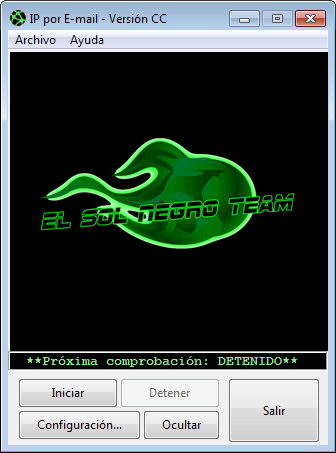 IP por E-mail - Versión CC
Archivo Ayuda
EL SOL NEGRO TEAM
**Próxima comprobación: DETENIDO**
Iniciar Detener
Salir
Configuración... Ocultar